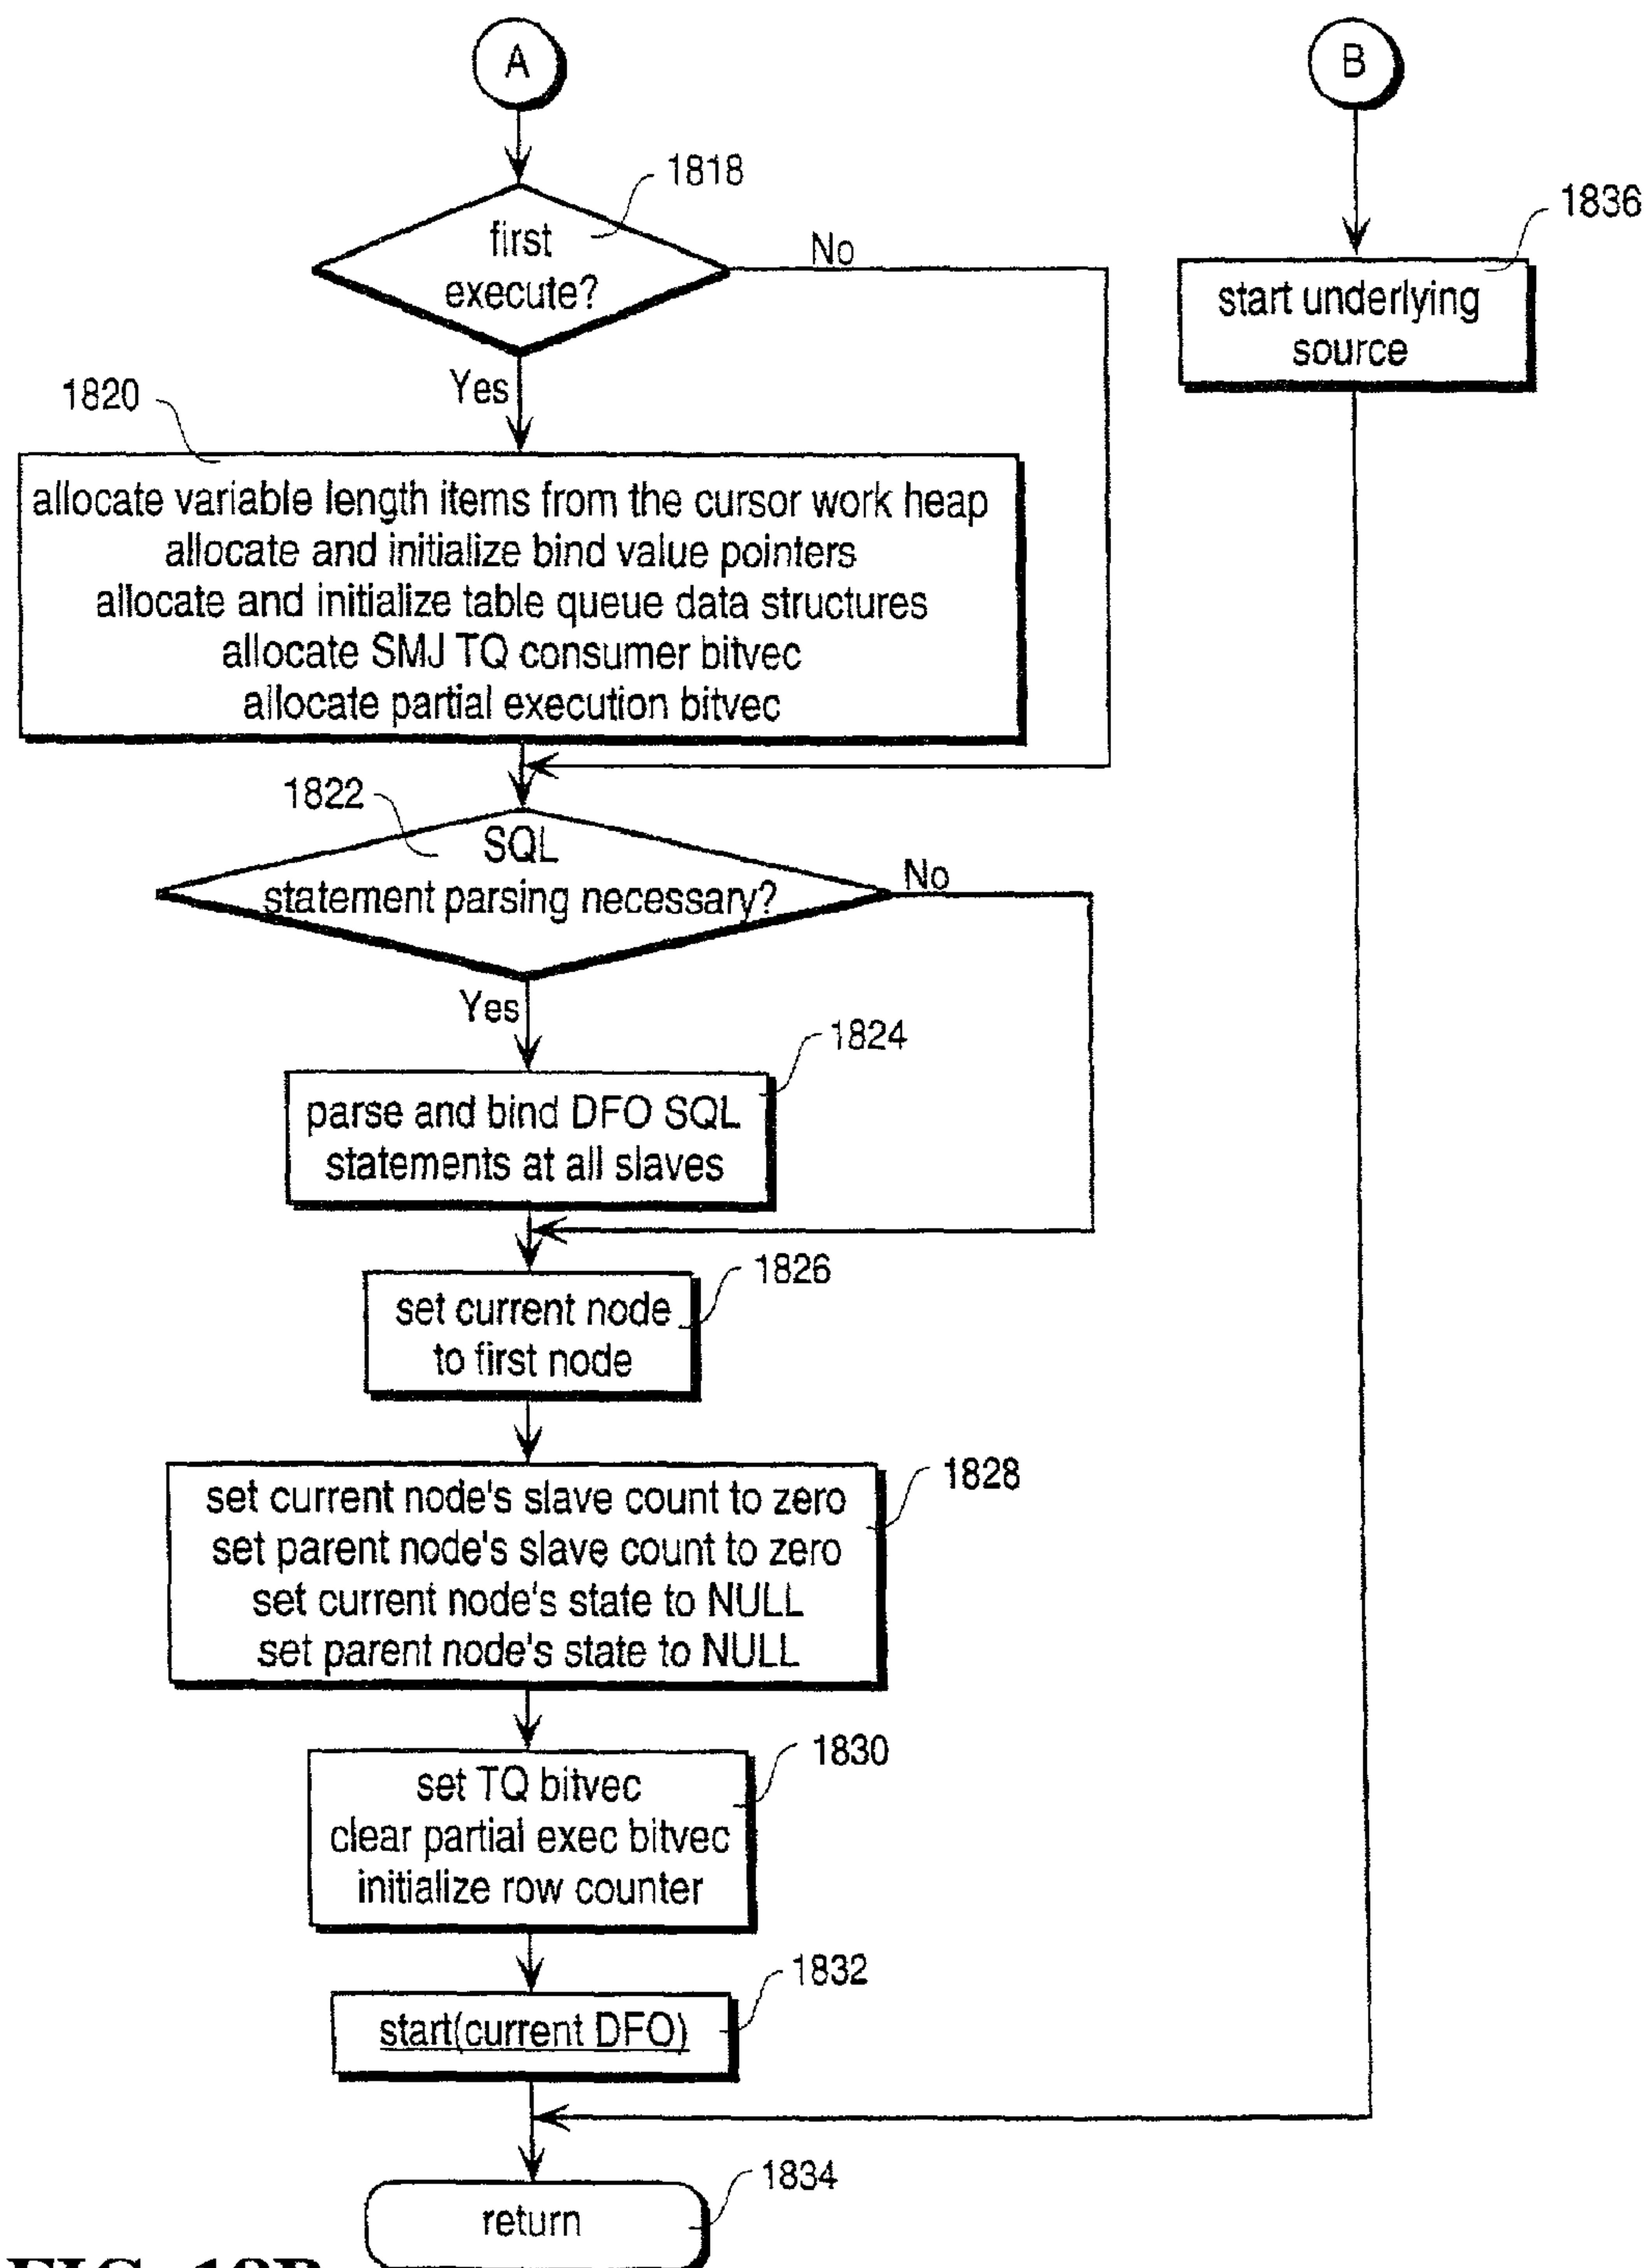 A
B
1818
first
execute?
No
1836
start underlying
source
Yes
1820
allocate variable length items from the cursor work heap
allocate and initialize bind value pointers
allocate and initialize table queue data structures
allocate SMJ TQ consumer bitvec
allocate partial execution bitvec
1822
SQL
statement parsing necessary?
No
Yes
1824
parse and bind DFO SQL
statements at all slaves
1826
set current node
to first node
1828
set current node's slave count to zero
set parent node's slave count to zero
set current node's state to NULL
set parent node's state to NULL
1830
set TQ bitvec
clear partial exec bitvec
initialize row counter
1832
start(current DFO)
1834
return
FIG. 18B